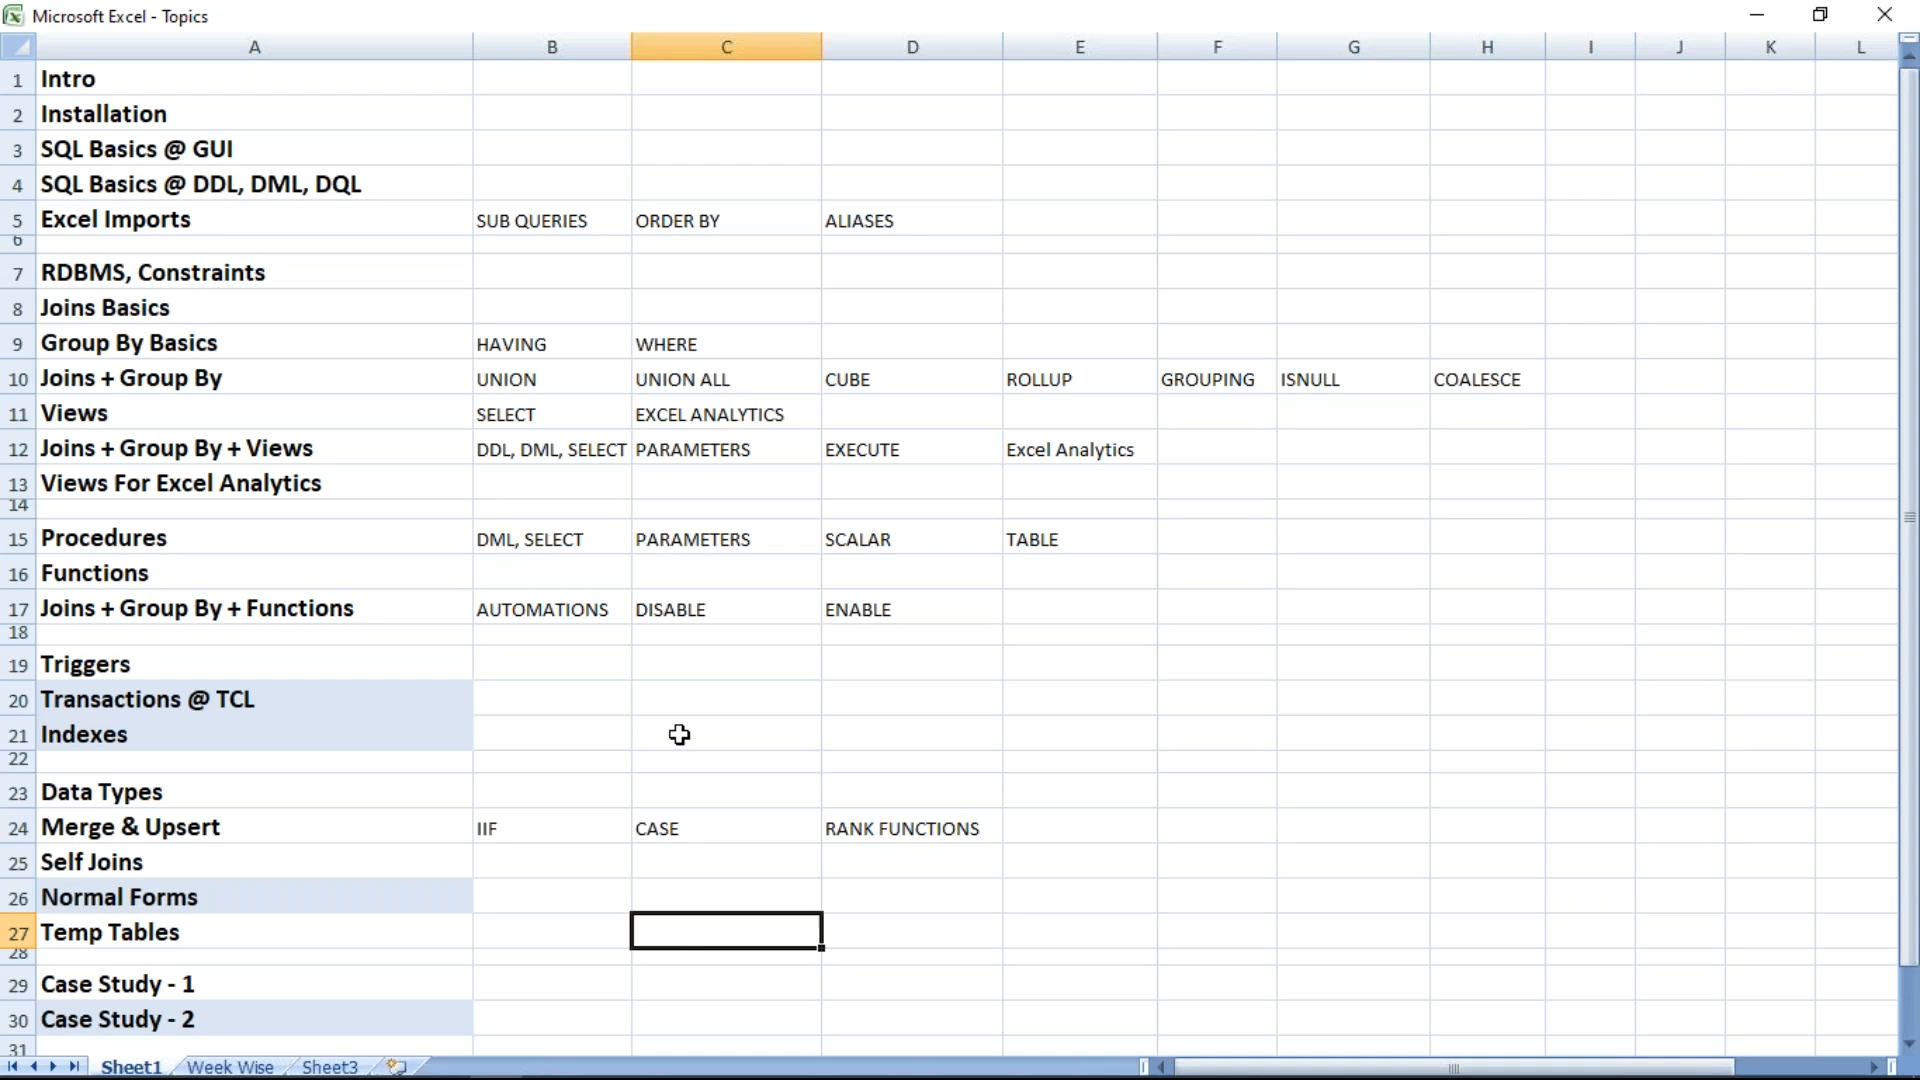 Microsoft Excel - Topics
A B C D E F G H I J K L
1 Intro
2 Installation
3 SQL Basics @ GUI
4 SQL Basics @ DDL, DML, DQL
5 Excel Imports SUB QUERIES ORDER BY ALIASES
6
7 RDBMS, Constraints
8 Joins Basics
9 Group By Basics HAVING WHERE
10 Joins + Group By UNION UNION ALL CUBE ROLLUP GROUPING ISNULL COALESCE
11 Views SELECT EXCEL ANALYTICS
12 Joins + Group By + Views DDL, DML, SELECT PARAMETERS EXECUTE Excel Analytics
13 Views For Excel Analytics
14
15 Procedures DML, SELECT PARAMETERS SCALAR TABLE
16 Functions
17 Joins + Group By + Functions AUTOMATIONS DISABLE ENABLE
18
19 Triggers
20 Transactions @ TCL
21 Indexes
22
23 Data Types
24 Merge & Upsert IIF CASE RANK FUNCTIONS
25 Self Joins
26 Normal Forms
27 Temp Tables
28
29 Case Study - 1
30 Case Study - 2
31
Sheet1 Week Wise Sheet3